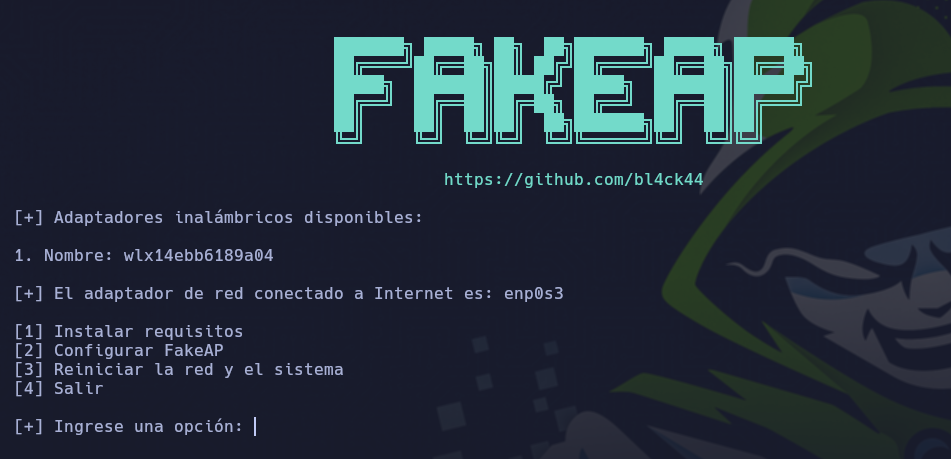 FAKEAP
https://github.com/bl4ck44
[+] Adaptadores inalámbricos disponibles:
1. Nombre: wlx14ebb6189a04
[+] El adaptador de red conectado a Internet es: enp0s3
[1] Instalar requisitos
[2] Configurar FakeAP
[3] Reiniciar la red y el sistema
[4] Salir
[+] Ingrese una opción: